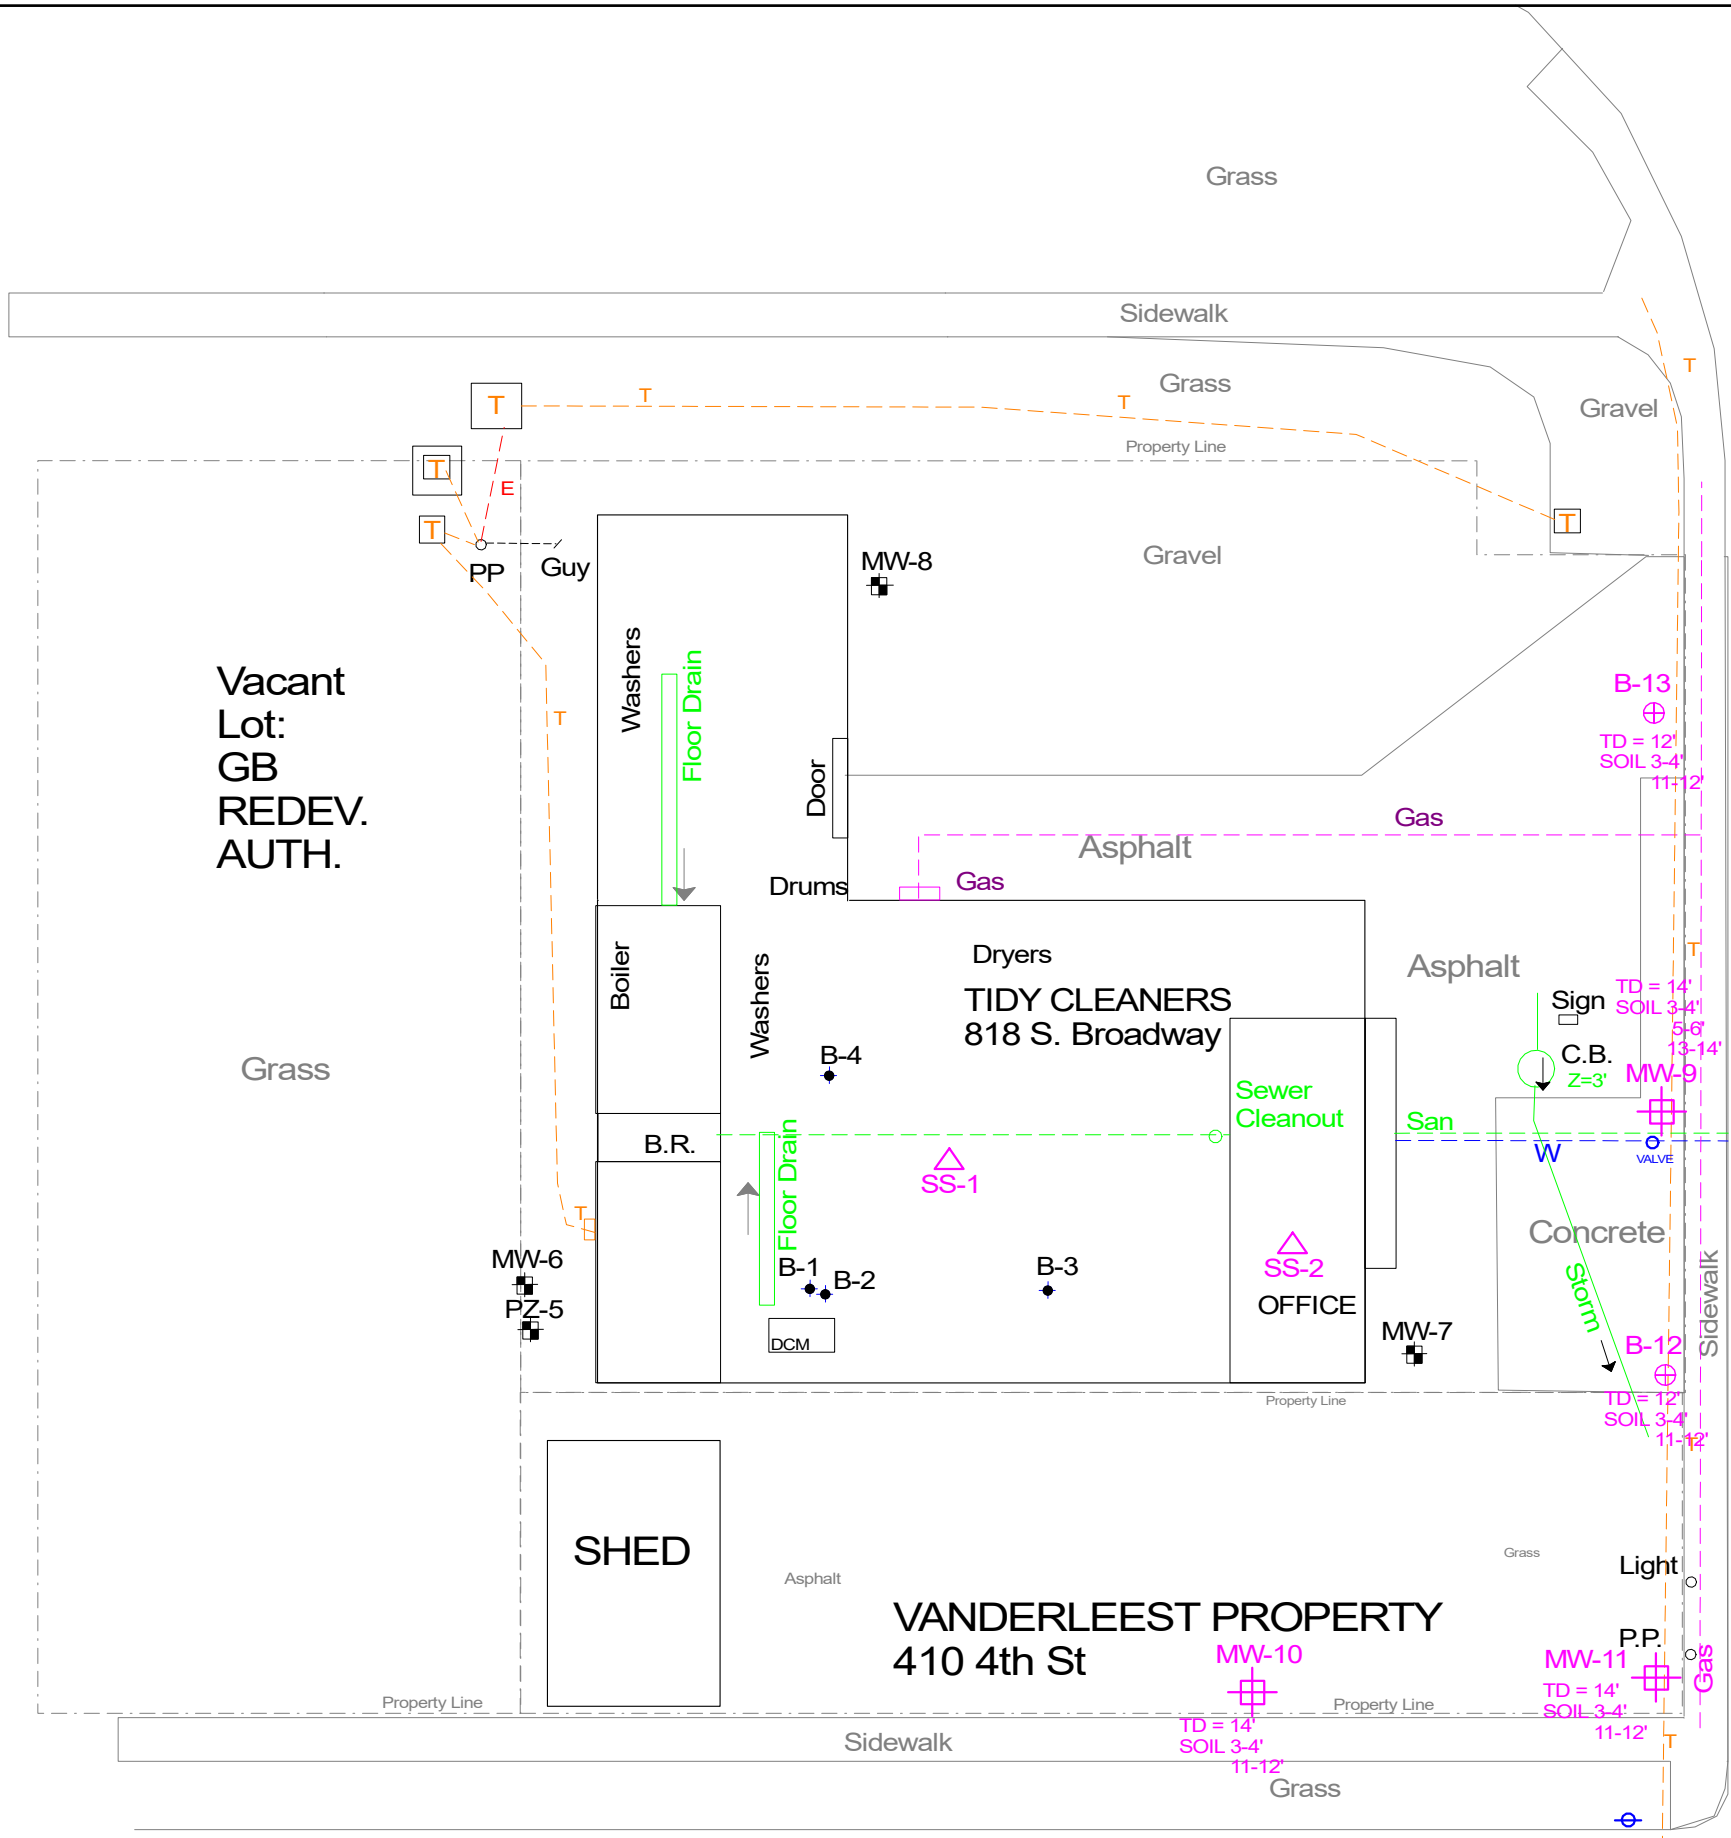 Grass
Sidewalk
T
Grass
T
T
T
Gravel
Property Line
T
E
T
T
PP
Guy
MW-8
Gravel
Vacant
Lot:
GB
REDEV.
AUTH.
Washers
Floor Drain
T
Door
B-13
TD = 12'
SOIL 3-4'
11-12'
Gas
Asphalt
Drums
Gas
Boiler
Washers
Dryers
TIDY CLEANERS
818 S. Broadway
Asphalt
T
TD = 14'
SOIL 3-4'
5-6'
13-14'
Sign
C.B.
Z=3'
MW-9
Grass
B-4
Sewer
Cleanout
San
W
VALVE
B.R.
Floor Drain
SS-1
T
Concrete
Sidewalk
Storm
MW-6
PZ-5
B-1
B-2
B-3
SS-2
OFFICE
DCM
MW-7
B-12
TD = 12'
SOIL 3-4'
11-12'
T
Property Line
SHED
Asphalt
Grass
Light
VANDERLEEST PROPERTY
410 4th St
P.P.
MW-10
TD = 14'
SOIL 3-4'
11-12'
MW-11
TD = 14'
SOIL 3-4'
11-12'
Gas
Property Line
Property Line
Sidewalk
T
Grass